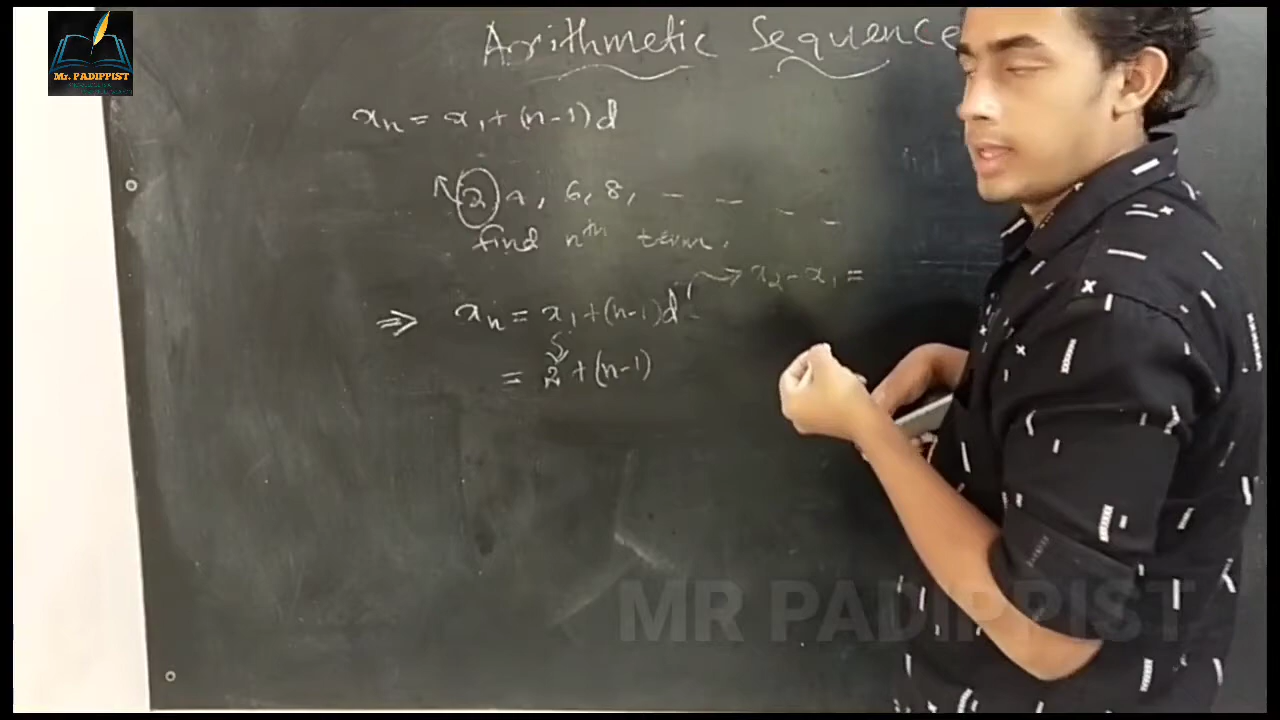 Mr. PADIPPIST
Arithmetic Sequence
xₙ = x₁ + (n-1)d
2 4, 6, 8, - - - -
find nᵗʰ term.
x₂ - x₁ =
⇒ xₙ = x₁ + (n-1)d
= 2 + (n-1)
MR PADIPPIST